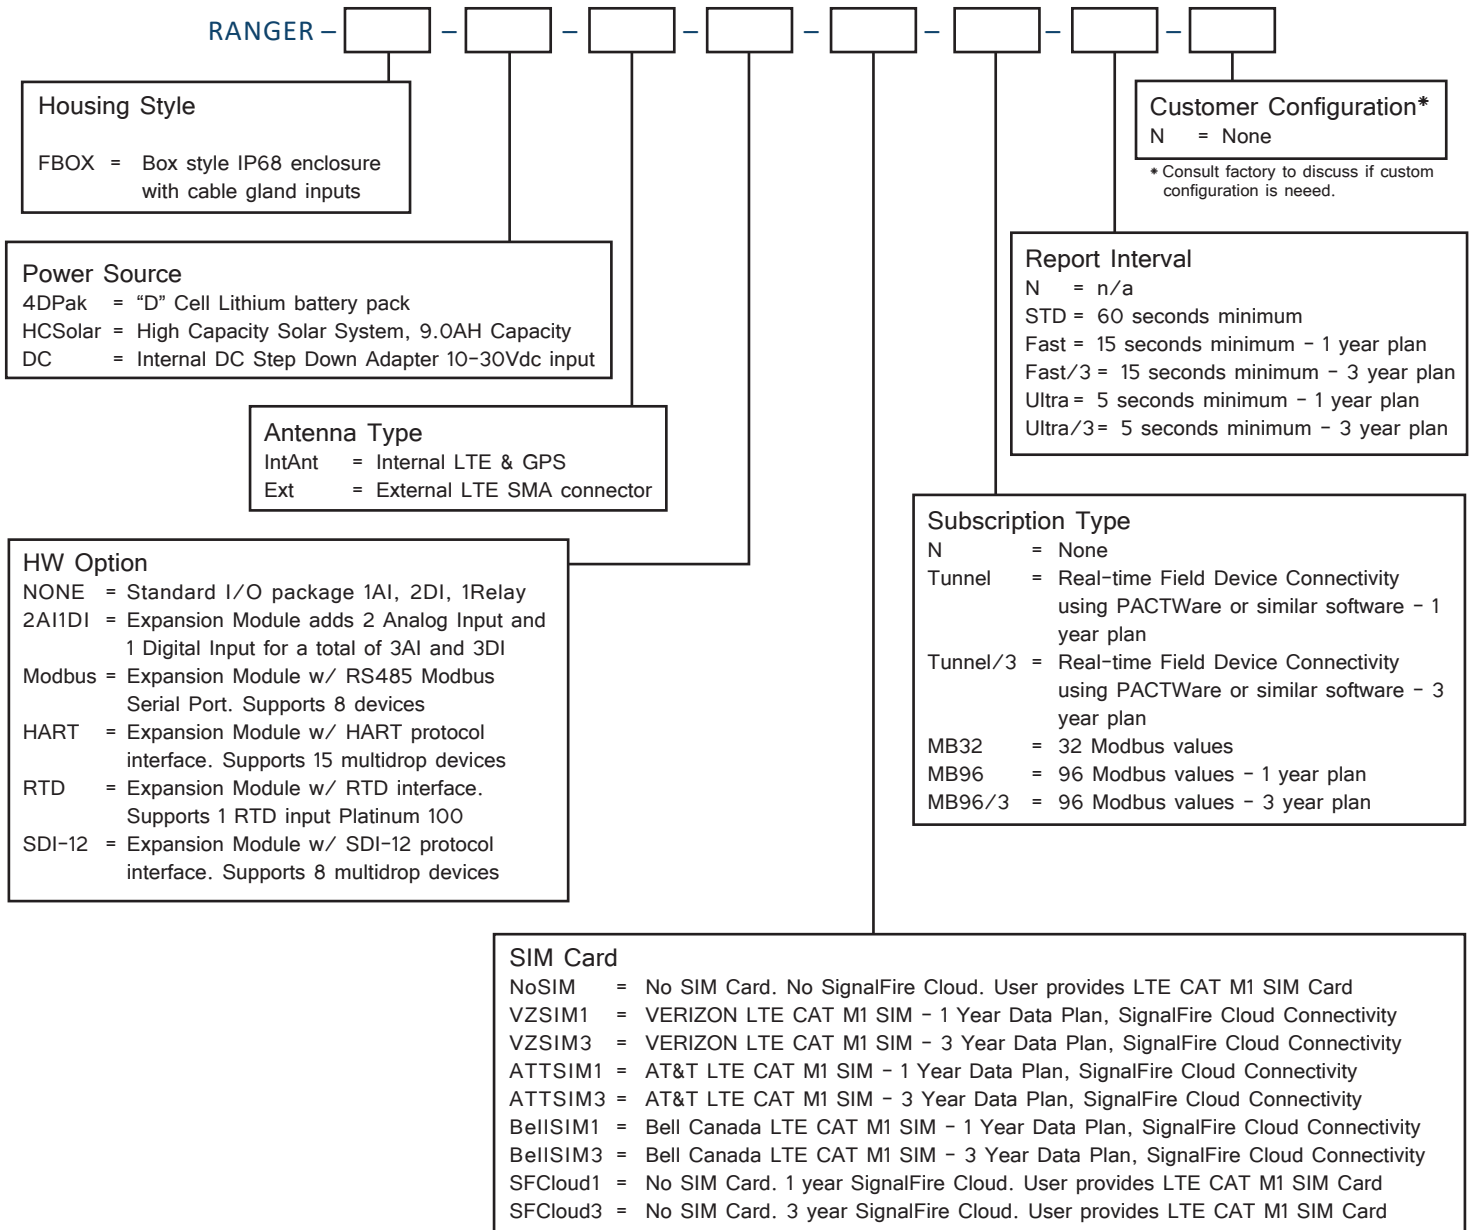 RANGER – – – – – – – –
Housing Style
FBOX = Box style IP68 enclosure
with cable gland inputs
Customer Configuration*
N = None
* Consult factory to discuss if custom
configuration is neeed.
Power Source
4DPak = “D” Cell Lithium battery pack
HCSolar = High Capacity Solar System, 9.0AH Capacity
DC = Internal DC Step Down Adapter 10-30Vdc input
Report Interval
N = n/a
STD = 60 seconds minimum
Fast = 15 seconds minimum - 1 year plan
Fast/3 = 15 seconds minimum - 3 year plan
Ultra = 5 seconds minimum - 1 year plan
Ultra/3 = 5 seconds minimum - 3 year plan
Antenna Type
IntAnt = Internal LTE & GPS
Ext = External LTE SMA connector
HW Option
NONE = Standard I/O package 1AI, 2DI, 1Relay
2AI1DI = Expansion Module adds 2 Analog Input and
1 Digital Input for a total of 3AI and 3DI
Modbus = Expansion Module w/ RS485 Modbus
Serial Port. Supports 8 devices
HART = Expansion Module w/ HART protocol
interface. Supports 15 multidrop devices
RTD = Expansion Module w/ RTD interface.
Supports 1 RTD input Platinum 100
SDI-12 = Expansion Module w/ SDI-12 protocol
interface. Supports 8 multidrop devices
Subscription Type
N = None
Tunnel = Real-time Field Device Connectivity
using PACTWare or similar software - 1
year plan
Tunnel/3 = Real-time Field Device Connectivity
using PACTWare or similar software - 3
year plan
MB32 = 32 Modbus values
MB96 = 96 Modbus values - 1 year plan
MB96/3 = 96 Modbus values - 3 year plan
SIM Card
NoSIM = No SIM Card. No SignalFire Cloud. User provides LTE CAT M1 SIM Card
VZSIM1 = VERIZON LTE CAT M1 SIM - 1 Year Data Plan, SignalFire Cloud Connectivity
VZSIM3 = VERIZON LTE CAT M1 SIM - 3 Year Data Plan, SignalFire Cloud Connectivity
ATTSIM1 = AT&T LTE CAT M1 SIM - 1 Year Data Plan, SignalFire Cloud Connectivity
ATTSIM3 = AT&T LTE CAT M1 SIM - 3 Year Data Plan, SignalFire Cloud Connectivity
BellSIM1 = Bell Canada LTE CAT M1 SIM - 1 Year Data Plan, SignalFire Cloud Connectivity
BellSIM3 = Bell Canada LTE CAT M1 SIM - 3 Year Data Plan, SignalFire Cloud Connectivity
SFCloud1 = No SIM Card. 1 year SignalFire Cloud. User provides LTE CAT M1 SIM Card
SFCloud3 = No SIM Card. 3 year SignalFire Cloud. User provides LTE CAT M1 SIM Card